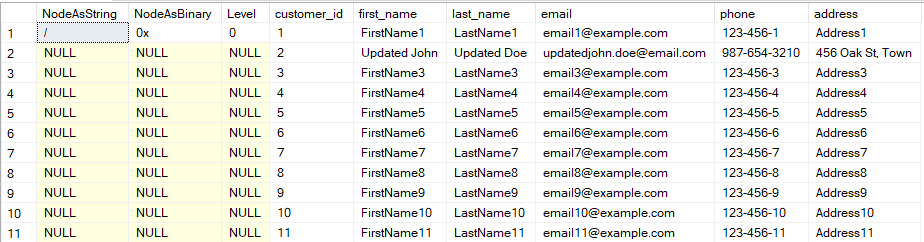 NodeAsString NodeAsBinary Level customer_id first_name last_name email phone address
1 / 0x 0 1 FirstName1 LastName1 email1@example.com 123-456-1 Address1
2 NULL NULL NULL 2 Updated John Updated Doe updatedjohn.doe@email.com 987-654-3210 456 Oak St, Town
3 NULL NULL NULL 3 FirstName3 LastName3 email3@example.com 123-456-3 Address3
4 NULL NULL NULL 4 FirstName4 LastName4 email4@example.com 123-456-4 Address4
5 NULL NULL NULL 5 FirstName5 LastName5 email5@example.com 123-456-5 Address5
6 NULL NULL NULL 6 FirstName6 LastName6 email6@example.com 123-456-6 Address6
7 NULL NULL NULL 7 FirstName7 LastName7 email7@example.com 123-456-7 Address7
8 NULL NULL NULL 8 FirstName8 LastName8 email8@example.com 123-456-8 Address8
9 NULL NULL NULL 9 FirstName9 LastName9 email9@example.com 123-456-9 Address9
10 NULL NULL NULL 10 FirstName10 LastName10 email10@example.com 123-456-10 Address10
11 NULL NULL NULL 11 FirstName11 LastName11 email11@example.com 123-456-11 Address11